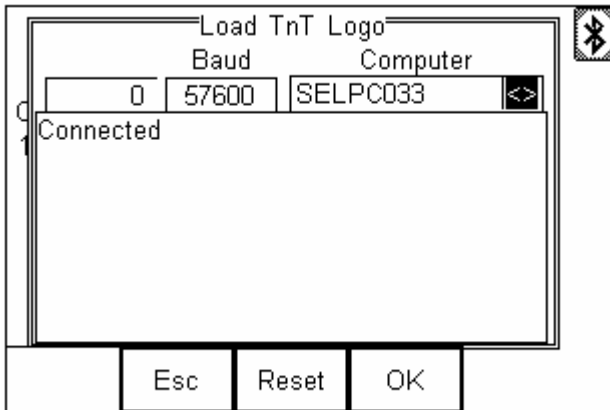 Load TnT Logo
Baud Computer
0 57600 SELPC033 <>
Connected
Esc Reset OK